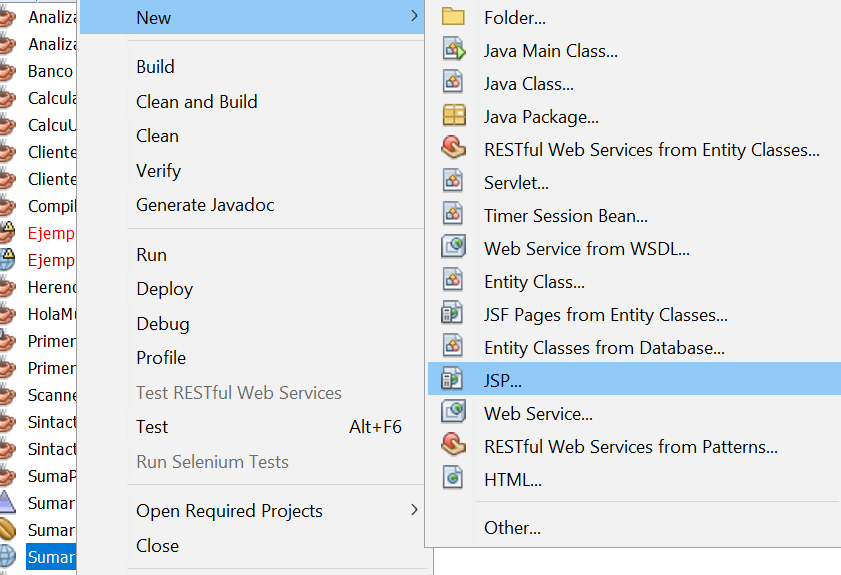 Analiza
Analiza
Banco
Calcula
CalcuU
Cliente
Cliente
Compil
Ejemp
Ejemp
Herenc
HolaMu
Primer
Primer
Scanne
Sintact
Sintact
SumaP
Sumar
Sumar
Sumar
New
Build
Clean and Build
Clean
Verify
Generate Javadoc
Run
Deploy
Debug
Profile
Test RESTful Web Services
Test Alt+F6
Run Selenium Tests
Open Required Projects
Close
Folder...
Java Main Class...
Java Class...
Java Package...
RESTful Web Services from Entity Classes...
Servlet...
Timer Session Bean...
Web Service from WSDL...
Entity Class...
JSF Pages from Entity Classes...
Entity Classes from Database...
JSP...
Web Service...
RESTful Web Services from Patterns...
HTML...
Other...